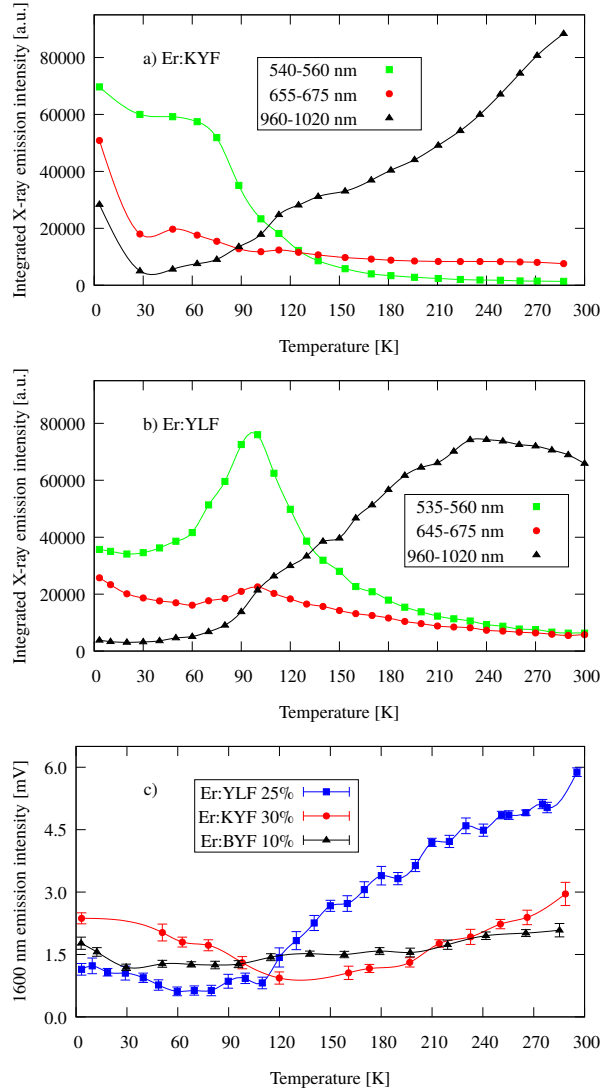 Integrated X-ray emission intensity [a.u.]
a) Er:KYF
540-560 nm
655-675 nm
960-1020 nm
80000
60000
40000
20000
0
0 30 60 90 120 150 180 210 240 270 300
Temperature [K]
Integrated X-ray emission intensity [a.u.]
b) Er:YLF
535-560 nm
645-675 nm
960-1020 nm
80000
60000
40000
20000
0
0 30 60 90 120 150 180 210 240 270 300
Temperature [K]
1600 nm emission intensity [mV]
c)
Er:YLF 25%
Er:KYF 30%
Er:BYF 10%
6.0
4.5
3.0
1.5
0.0
0 30 60 90 120 150 180 210 240 270 300
Temperature [K]